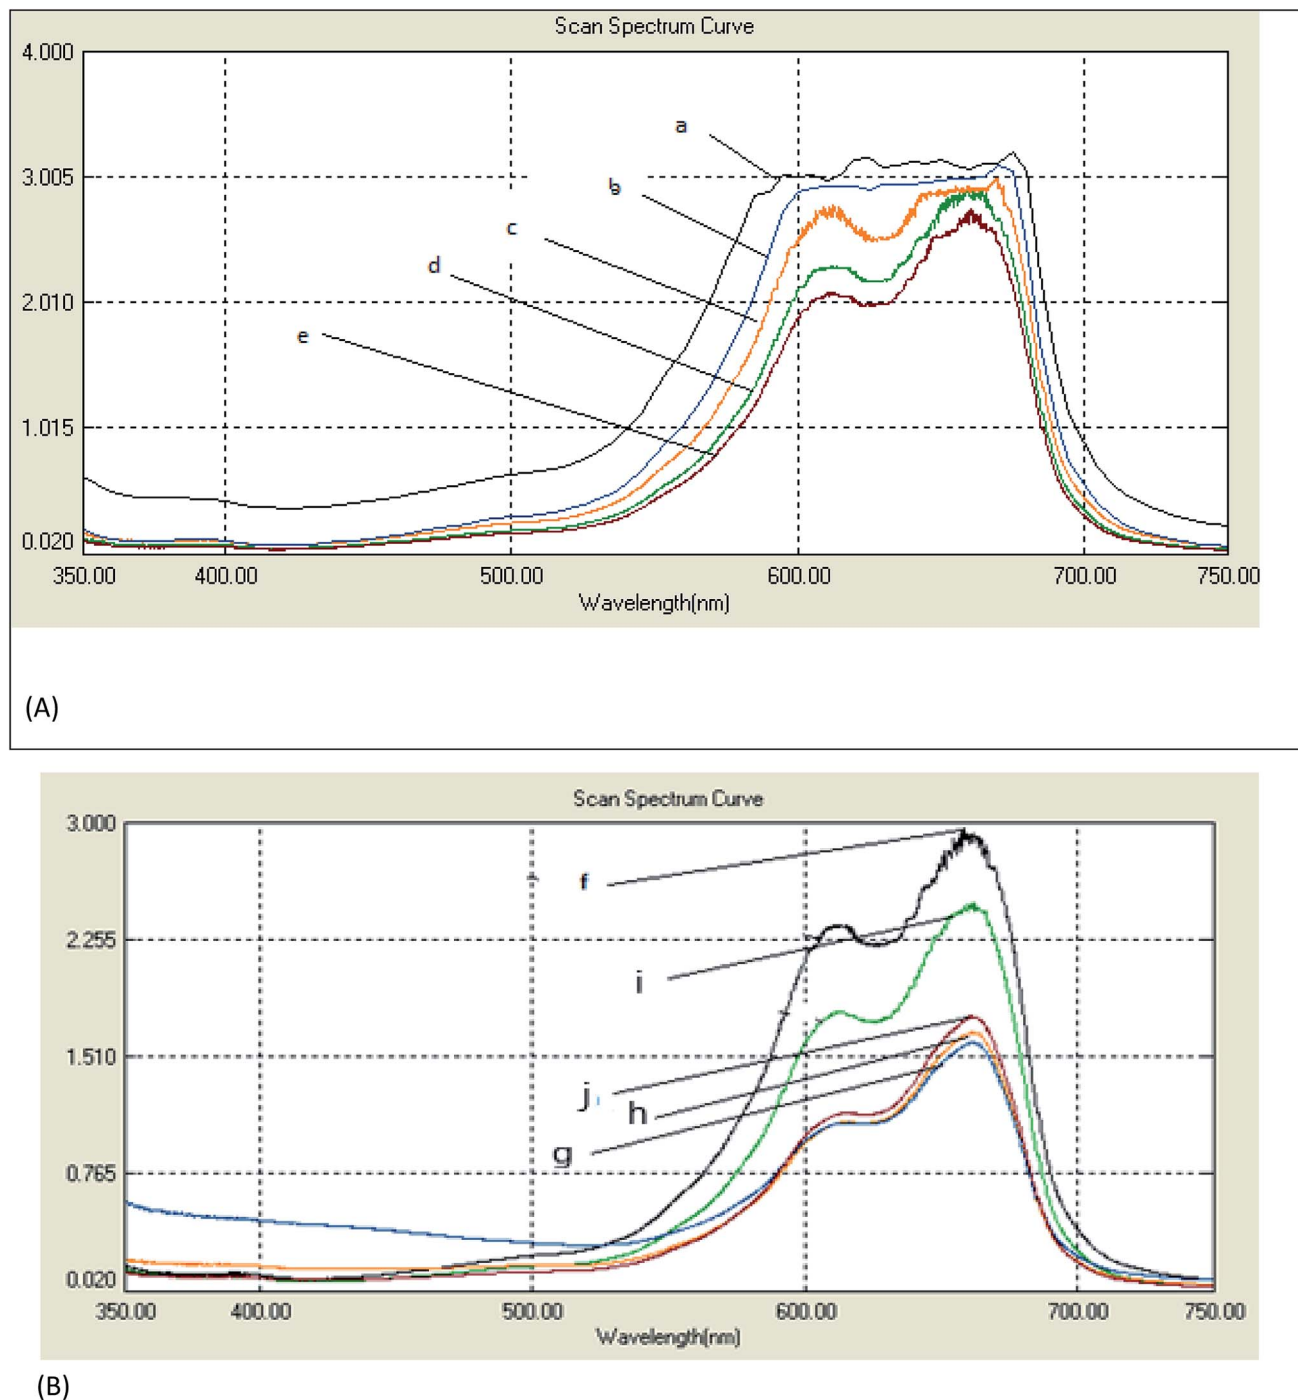 Scan Spectrum Curve
4.000
a
3.005
b
c
d
2.010
e
1.015
0.020
350.00 400.00 500.00 600.00 700.00 750.00
Wavelength(nm)
(A)
Scan Spectrum Curve
3.000
f
2.255
i
1.510
j
h
g
0.765
0.020
350.00 400.00 500.00 600.00 700.00 750.00
Wavelength(nm)
(B)